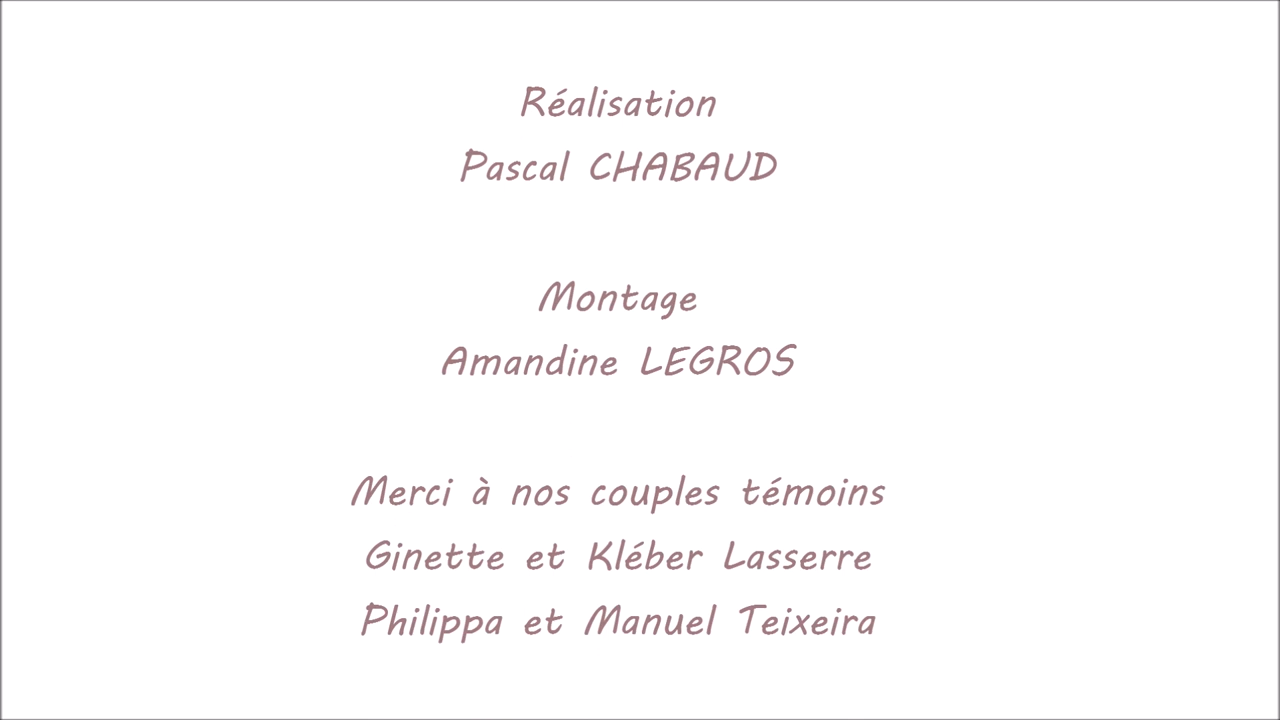 Réalisation
Pascal CHABAUD
Montage
Amandine LEGROS
Merci à nos couples témoins
Ginette et Kléber Lasserre
Philippa et Manuel Teixeira